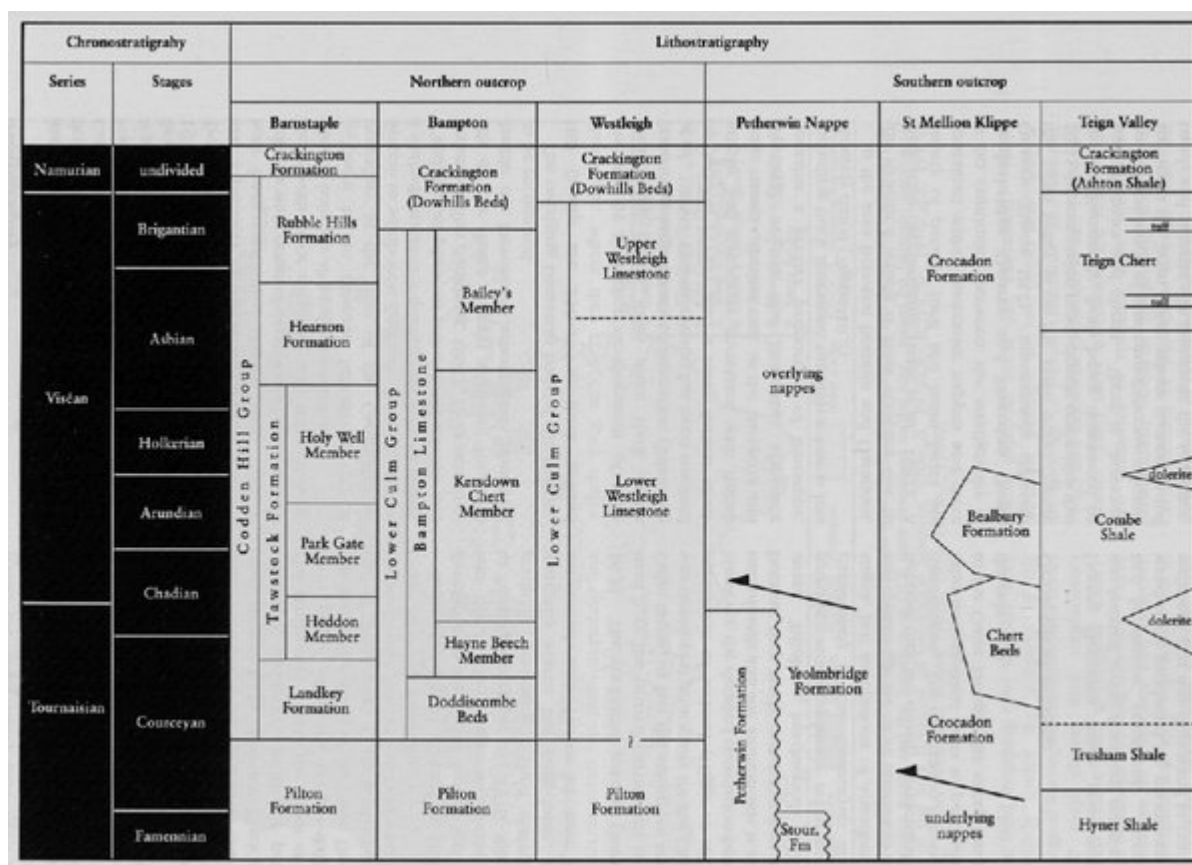 Chronostratigrahy
Lithostratigraphy
Series
Stages
Northern outcrop
Southern outcrop
Barnstaple
Bampton
Westleigh
Petherwin Nappe
St Mellion Klippe
Teign Valley
Namurian
undivided
Crackington
Formation
Crackington
Formation
(Dowhills Beds)
Crackington
Formation
(Dowhills Beds)
Crackington
Formation
(Ashton Shale)
Viséan
Brigantian
Asbian
Holkerian
Arundian
Chadian
Tournaisian
Courceyan
Famennian
Codden Hill Group
Rubble Hills
Formation
Hearson
Formation
Tawstock Formation
Holy Well
Member
Park Gate
Member
Heddon
Member
Landkey
Formation
Pilton
Formation
Lower Culm Group
Bampton Limestone
Bailey's
Member
Kersdown
Chert
Member
Hayne Beech
Member
Doddiscombe
Beds
Pilton
Formation
Lower Culm Group
Upper
Westleigh
Limestone
Lower
Westleigh
Limestone
?
Pilton
Formation
overlying
nappes
Petherwin Formation
Yeolmbridge
Formation
Stour.
Fm
Crocadon
Formation
Bealbury
Formation
Chert
Beds
Crocadon
Formation
underlying
nappes
tuff
Teign Chert
tuff
dolerite
Combe
Shale
dolerite
Trusham Shale
Hyner Shale